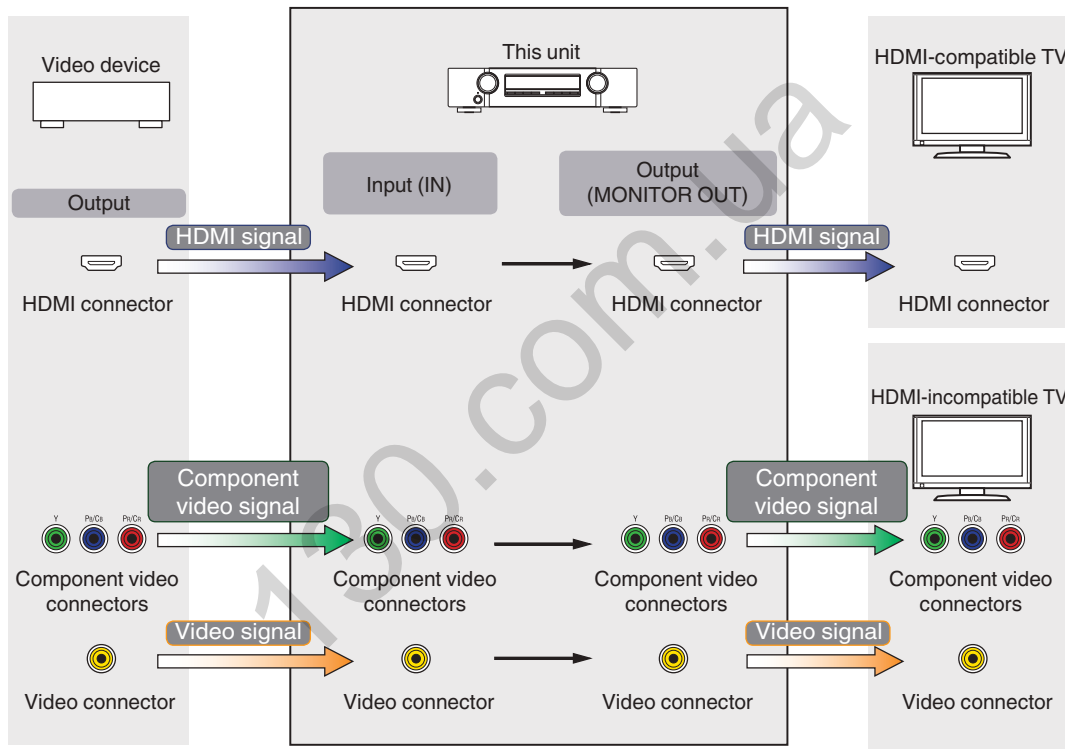 Video device
This unit
HDMI-compatible TV
Output
Input (IN)
Output
(MONITOR OUT)
HDMI signal
HDMI signal
HDMI connector
HDMI connector
HDMI connector
HDMI connector
HDMI-incompatible TV
Component
video signal
Component
video signal
Y PB/CB PR/CR
Y PB/CB PR/CR
Y PB/CB PR/CR
Y PB/CB PR/CR
Component video
connectors
Component video
connectors
Component video
connectors
Component video
connectors
Video signal
Video signal
Video connector
Video connector
Video connector
Video connector
130.com.ua